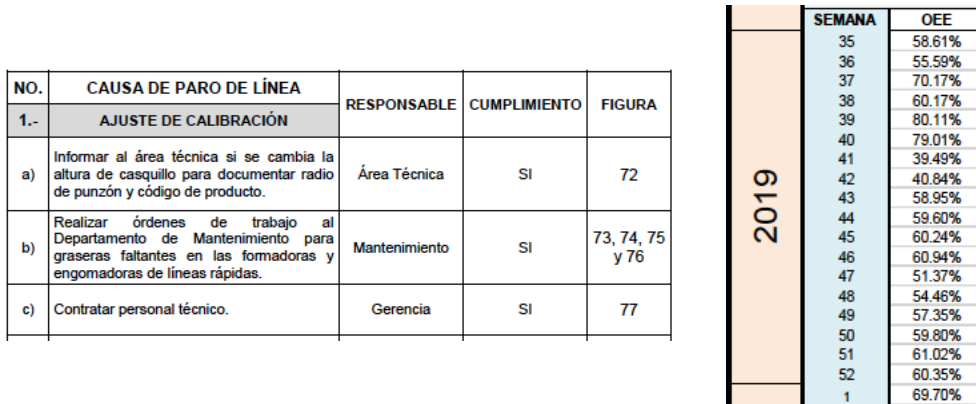 NO. CAUSA DE PARO DE LÍNEA RESPONSABLE CUMPLIMIENTO FIGURA
1.- AJUSTE DE CALIBRACIÓN
a) Informar al área técnica si se cambia la
altura de casquillo para documentar radio
de punzón y código de producto.
Área Técnica SI 72
b) Realizar órdenes de trabajo al
Departamento de Mantenimiento para
graseras faltantes en las formadoras y
engomadoras de líneas rápidas.
Mantenimiento SI 73, 74, 75
y 76
c) Contratar personal técnico. Gerencia SI 77
SEMANA OEE
2019
35 58.61%
36 55.59%
37 70.17%
38 60.17%
39 80.11%
40 79.01%
41 39.49%
42 40.84%
43 58.95%
44 59.60%
45 60.24%
46 60.94%
47 51.37%
48 54.46%
49 57.35%
50 59.80%
51 61.02%
52 60.35%
1 69.70%